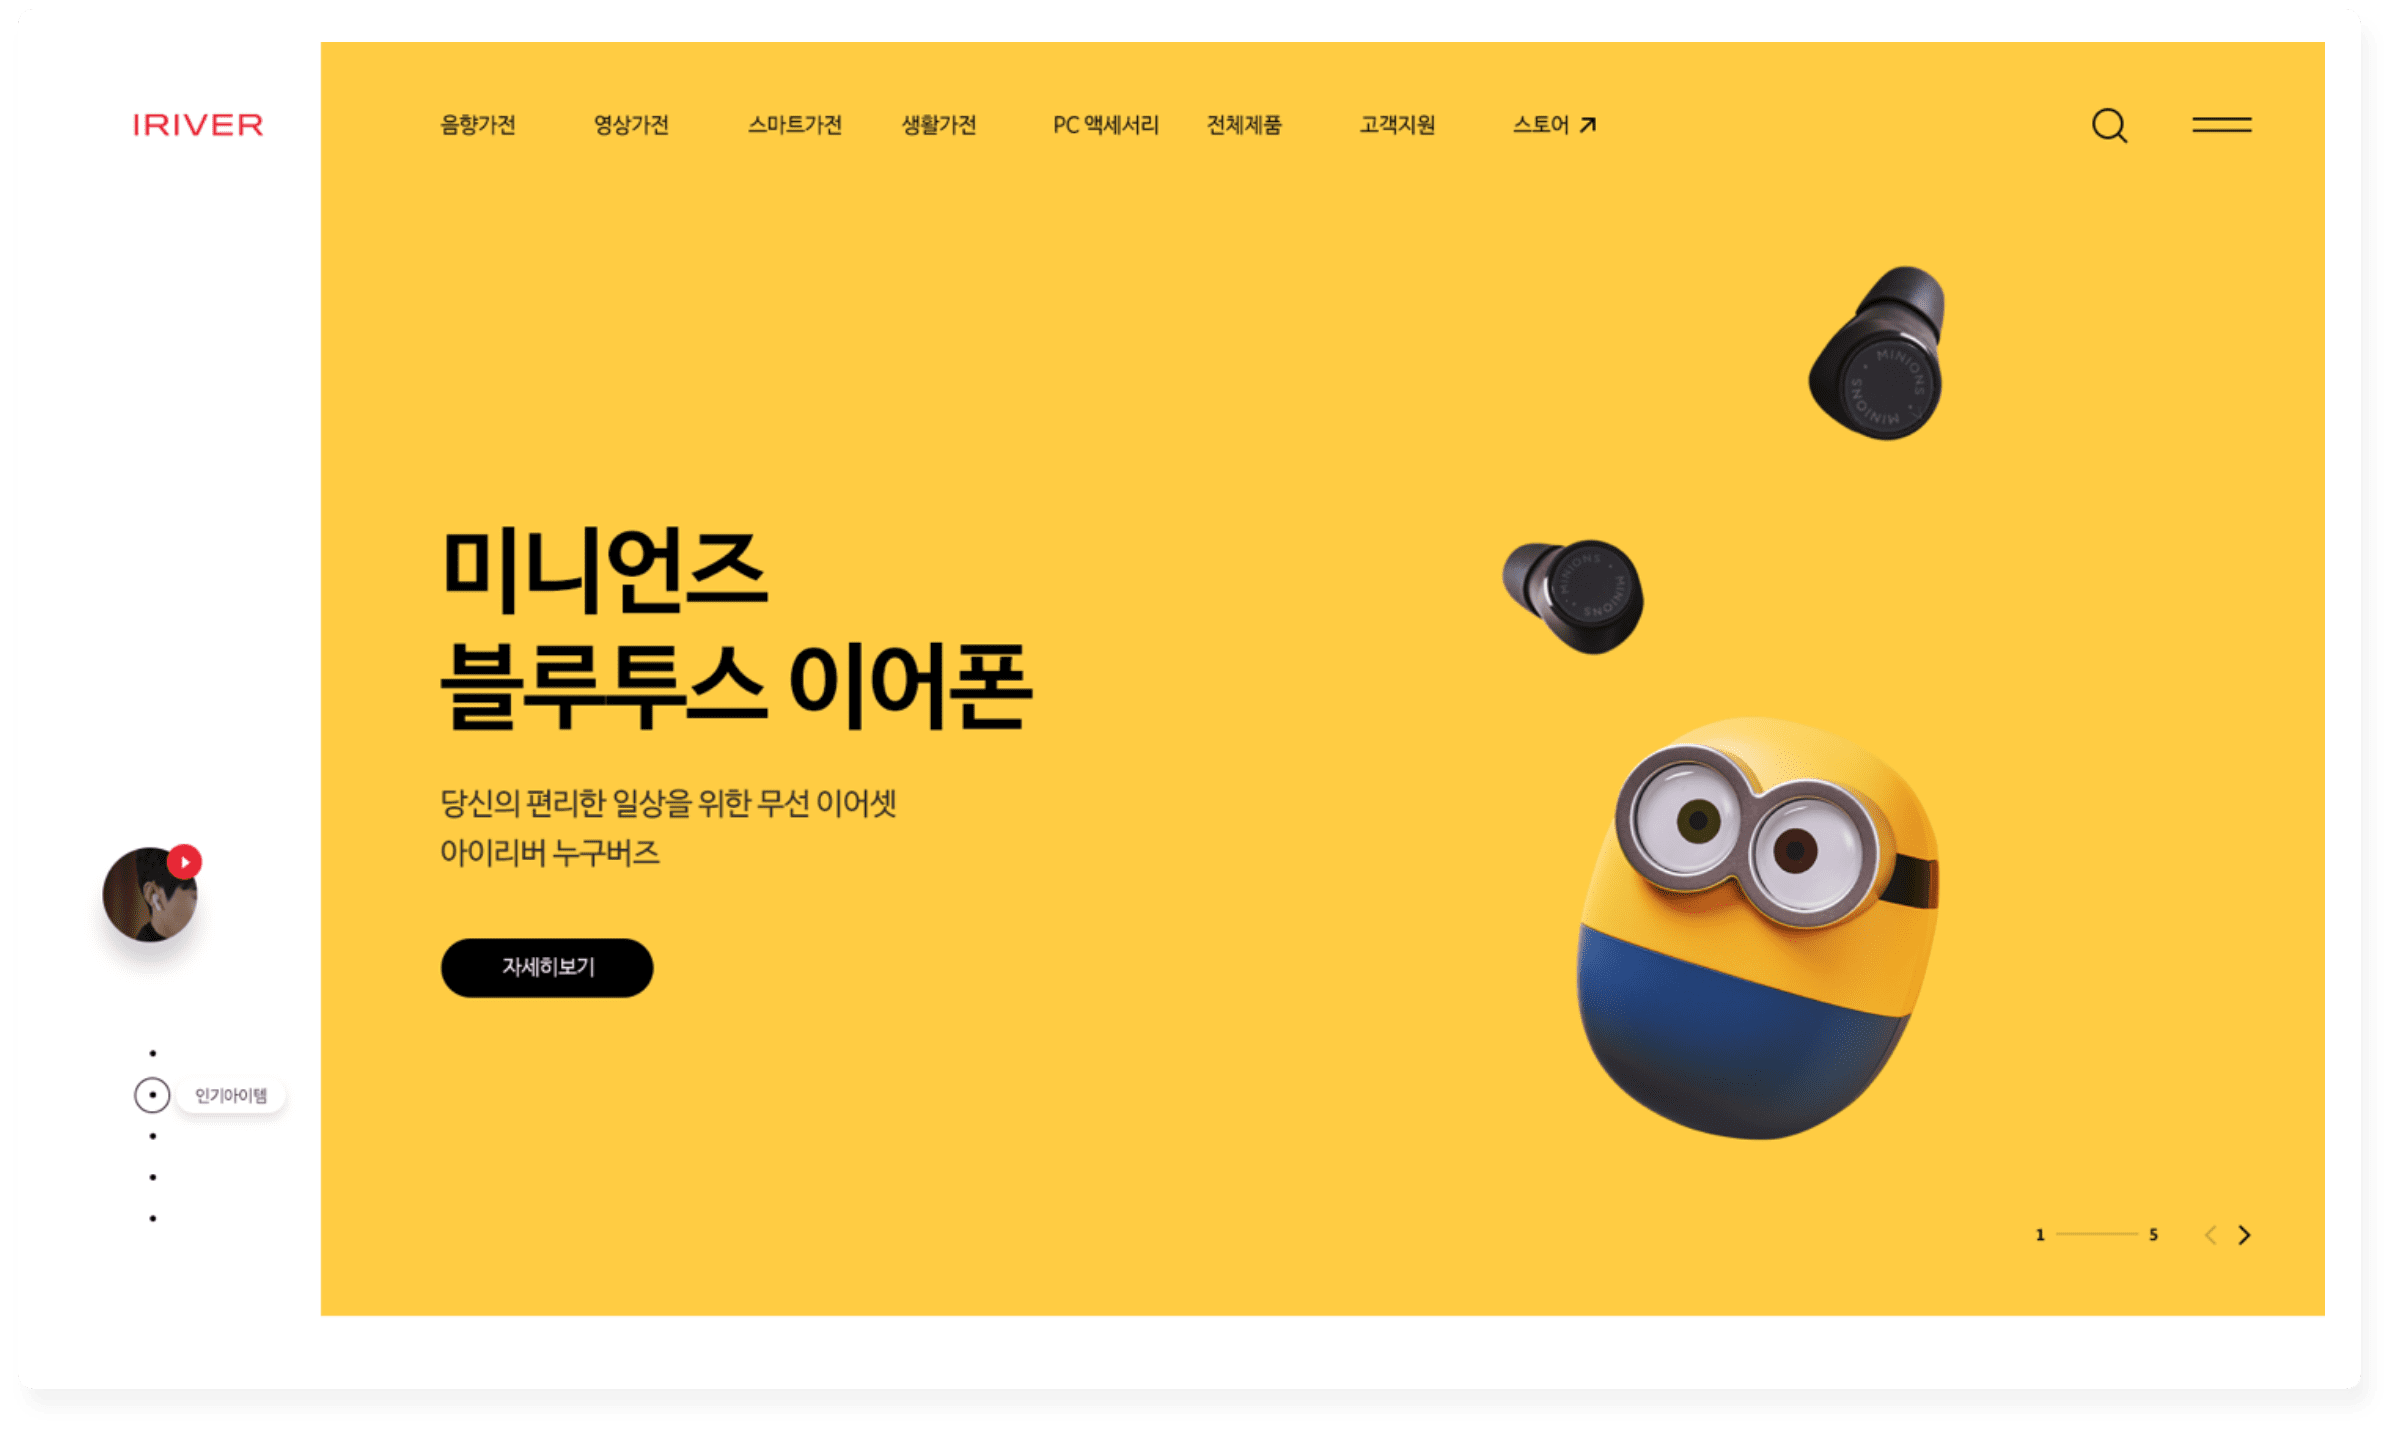 IRIVER
음향가전 영상가전 스마트가전 생활가전 PC 액세서리 전체제품 고객지원 스토어
MINIONS · MINIONS ·
MINIONS · MINIONS ·
미니언즈
블루투스 이어폰
당신의 편리한 일상을 위한 무선 이어셋
아이리버 누구버즈
자세히보기
인기아이템
1 5